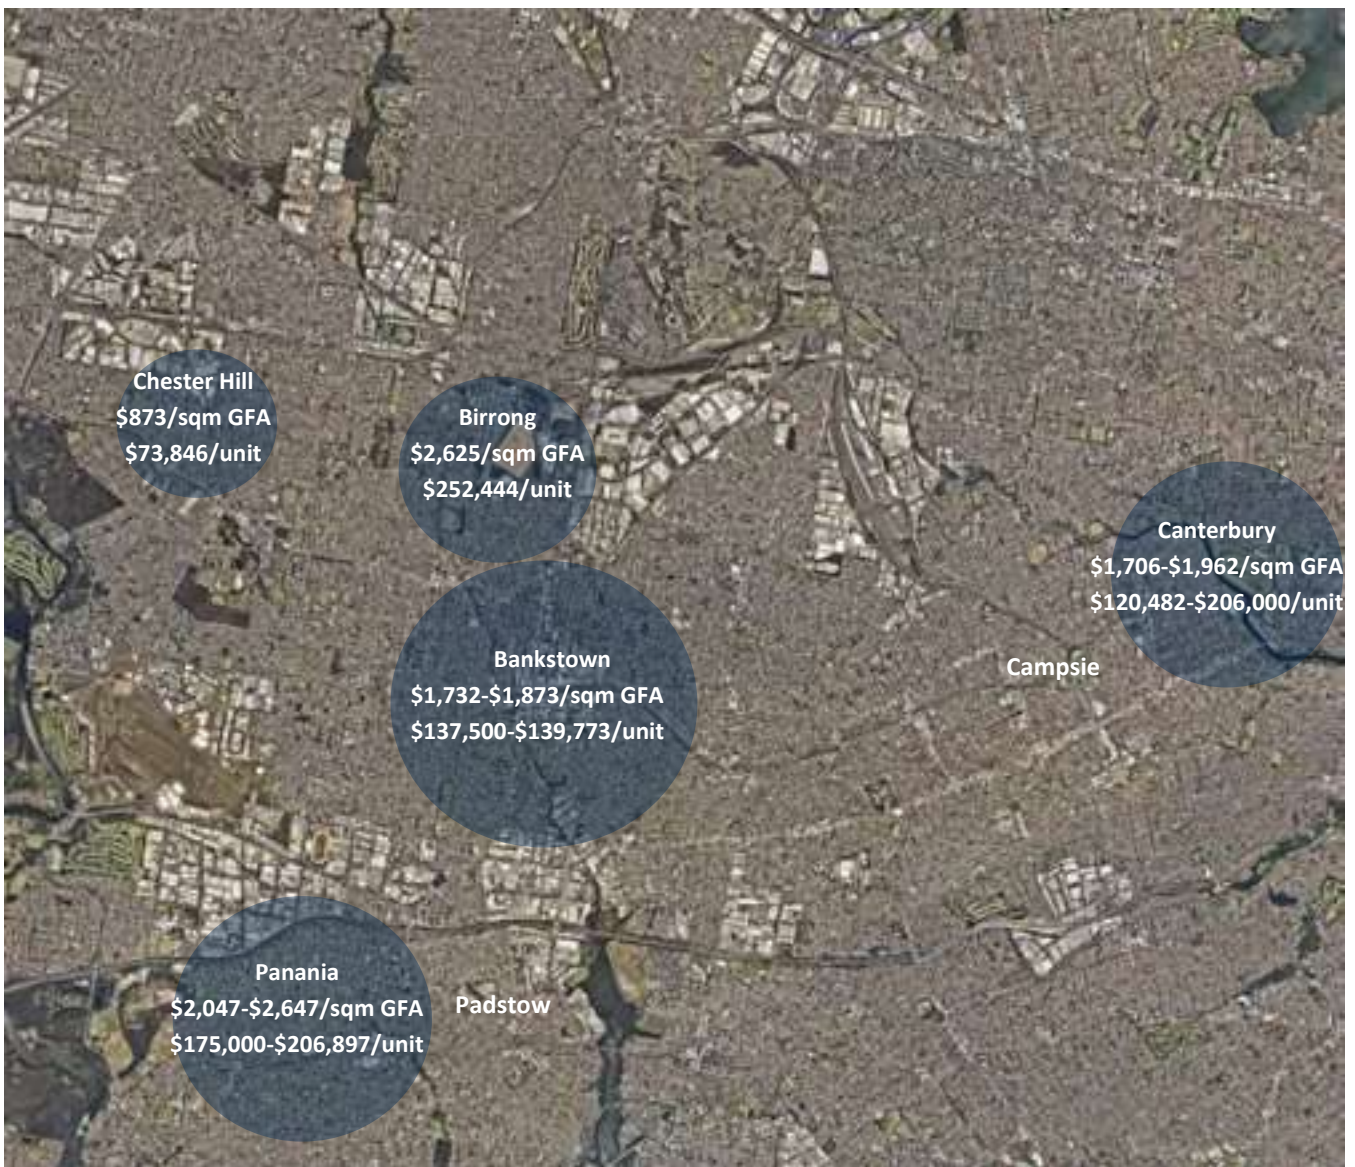 Chester Hill
$873/sqm GFA
$73,846/unit
Birrong
$2,625/sqm GFA
$252,444/unit
Canterbury
$1,706-$1,962/sqm GFA
$120,482-$206,000/unit
Bankstown
$1,732-$1,873/sqm GFA
$137,500-$139,773/unit
Campsie
Panania
$2,047-$2,647/sqm GFA
$175,000-$206,897/unit
Padstow